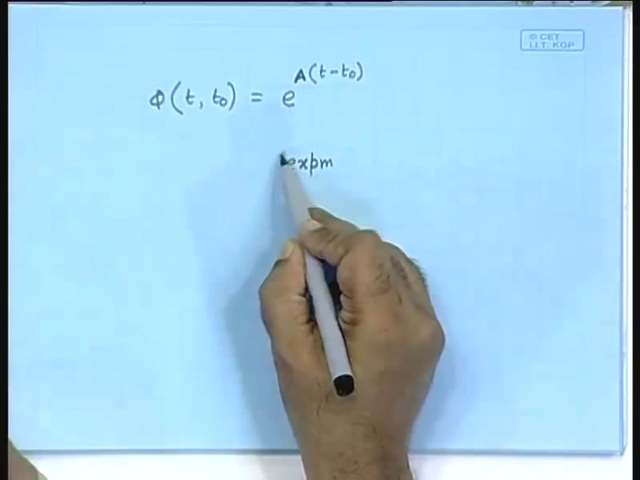 © CET
I.I.T. KGP
Φ(t, t₀) = e^{A(t-t₀)}
expm